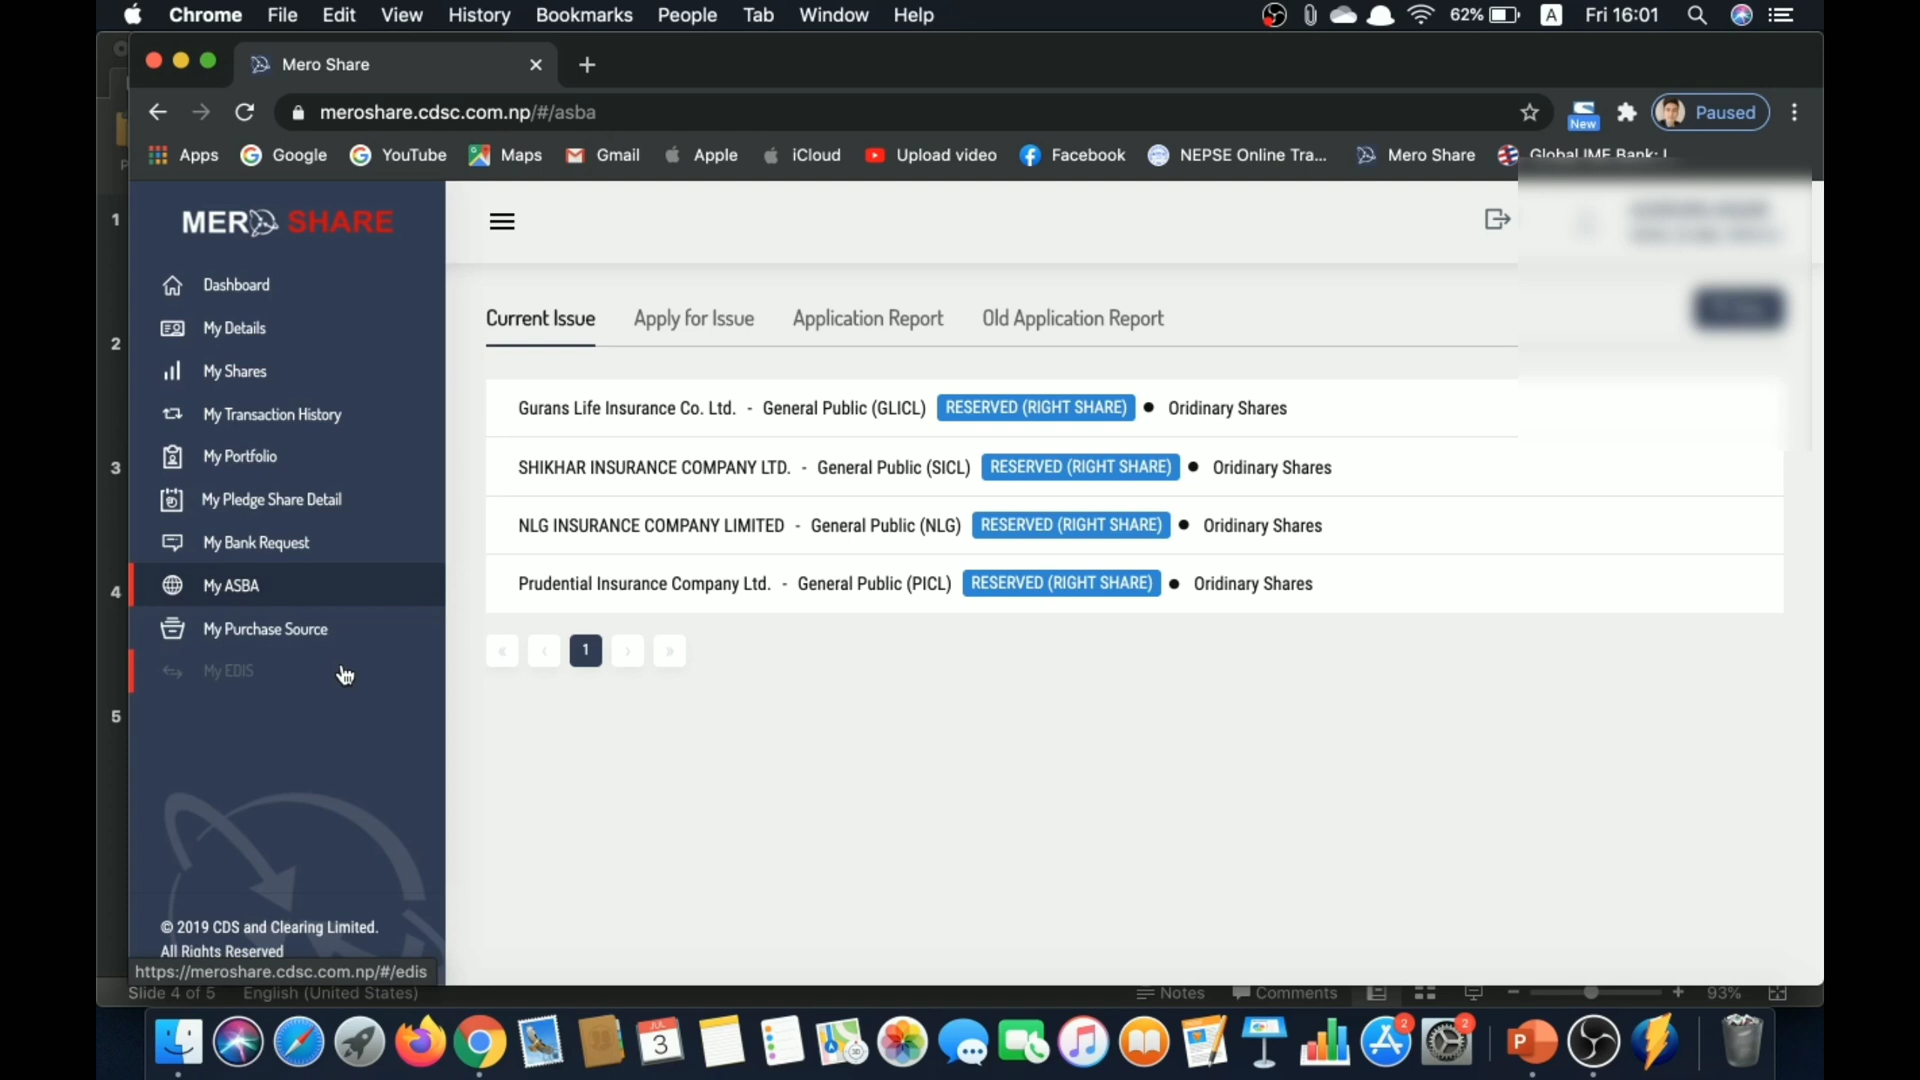 Chrome File Edit View History Bookmarks People Tab Window Help 62% A Fri 16:01
Mero Share
meroshare.cdsc.com.np/#/asba New Paused
Apps Google YouTube Maps Gmail Apple iCloud Upload video Facebook NEPSE Online Tra... Mero Share Global IME Bank: L
MERO SHARE
Dashboard
My Details
My Shares
My Transaction History
My Portfolio
My Pledge Share Detail
My Bank Request
My ASBA
My Purchase Source
My EDIS
© 2019 CDS and Clearing Limited.
All Rights Reserved
https://meroshare.cdsc.com.np/#/edis
1
2
3
4
5
Current Issue Apply for Issue Application Report Old Application Report
Gurans Life Insurance Co. Ltd. - General Public (GLICL) RESERVED (RIGHT SHARE) ● Oridinary Shares
SHIKHAR INSURANCE COMPANY LTD. - General Public (SICL) RESERVED (RIGHT SHARE) ● Oridinary Shares
NLG INSURANCE COMPANY LIMITED - General Public (NLG) RESERVED (RIGHT SHARE) ● Oridinary Shares
Prudential Insurance Company Ltd. - General Public (PICL) RESERVED (RIGHT SHARE) ● Oridinary Shares
« ‹ 1 › »
Slide 4 of 5 English (United States) Notes Comments − + 93%
JUL
3
3D
2
2
P